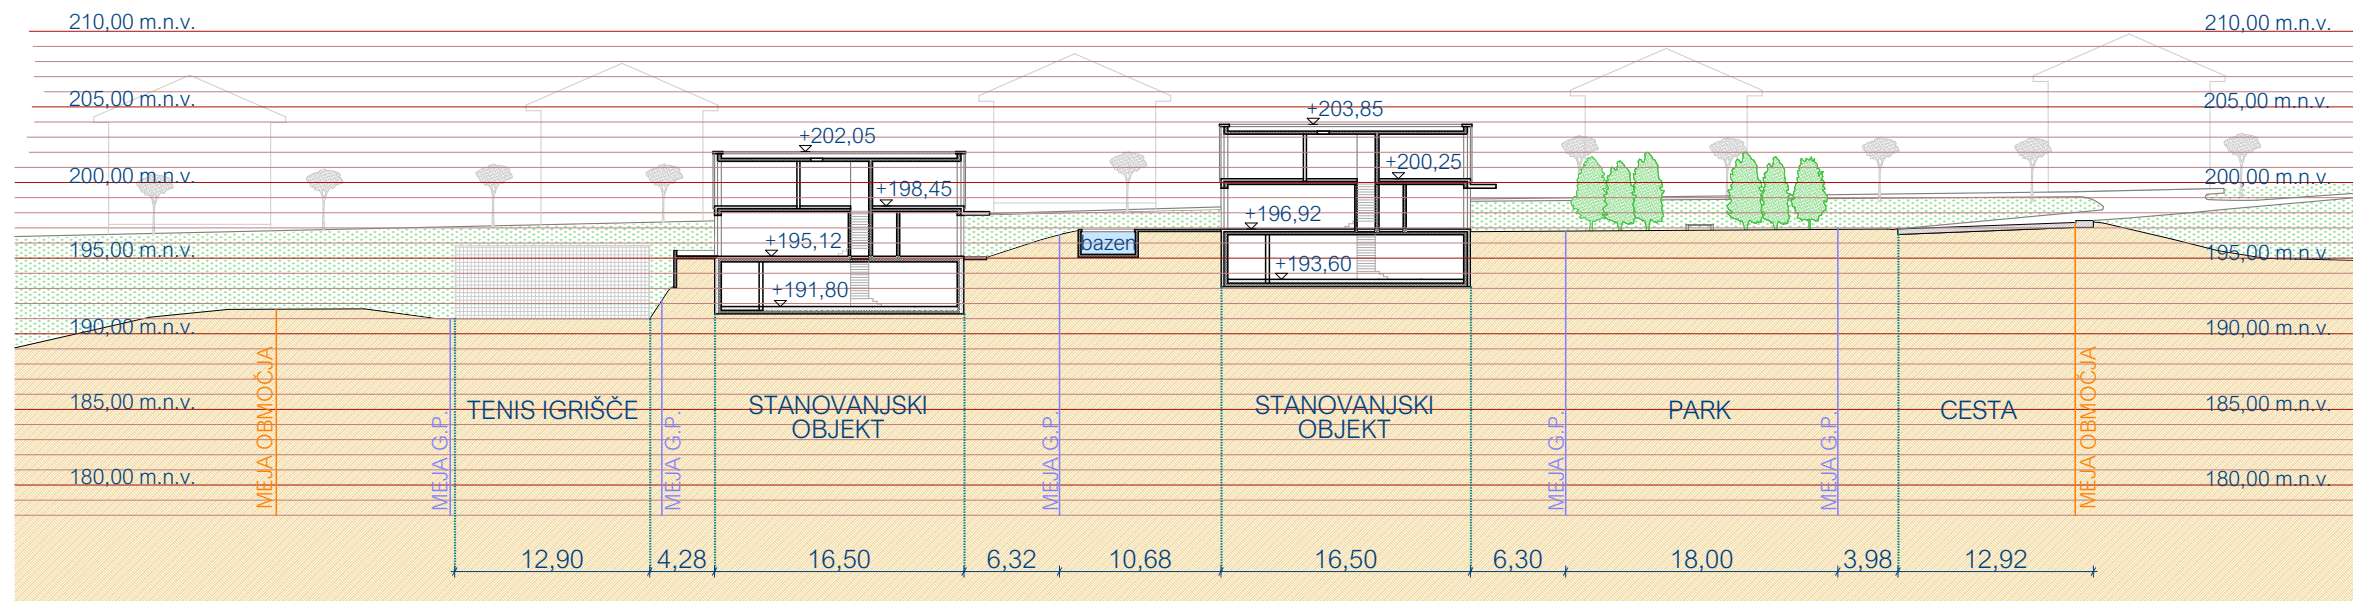 210,00 m.n.v.
210,00 m.n.v.
205,00 m.n.v.
+203,85
205,00 m.n.v.
+202,05
+200,25
200,00 m.n.v.
+198,45
200,00 m.n.v.
+196,92
+195,12
bazen
195,00 m.n.v.
195,00 m.n.v.
+193,60
+191,80
190,00 m.n.v.
190,00 m.n.v.
185,00 m.n.v.
185,00 m.n.v.
180,00 m.n.v.
180,00 m.n.v.
MEJA OBMOČJA
MEJA G.P.
TENIS IGRIŠČE
MEJA G.P.
STANOVANJSKI
OBJEKT
MEJA G.P.
STANOVANJSKI
OBJEKT
MEJA G.P.
PARK
MEJA G.P.
CESTA
MEJA OBMOČJA
12,90
4,28
16,50
6,32
10,68
16,50
6,30
18,00
3,98
12,92